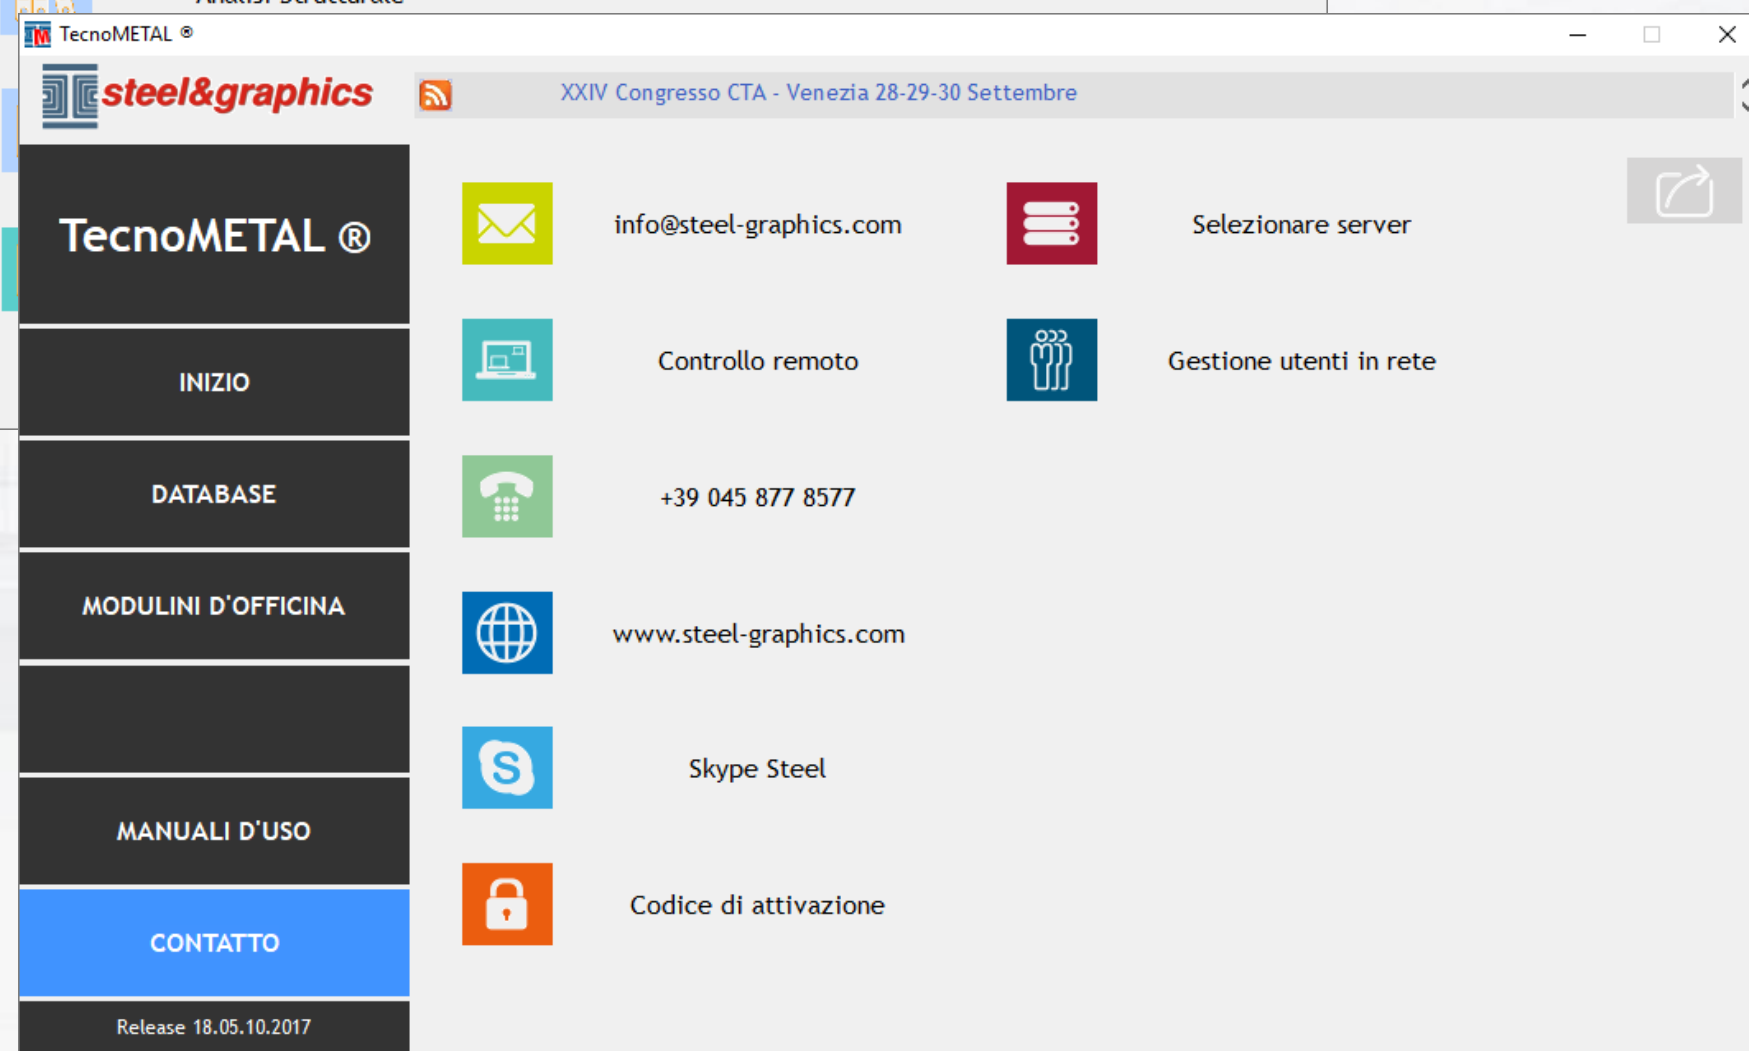 Analisi Strutturale
TecnoMETAL ®
steel&graphics
XXIV Congresso CTA - Venezia 28-29-30 Settembre
TecnoMETAL ®
INIZIO
DATABASE
MODULINI D'OFFICINA
MANUALI D'USO
CONTATTO
Release 18.05.10.2017
info@steel-graphics.com
Selezionare server
Controllo remoto
Gestione utenti in rete
+39 045 877 8577
www.steel-graphics.com
Skype Steel
Codice di attivazione